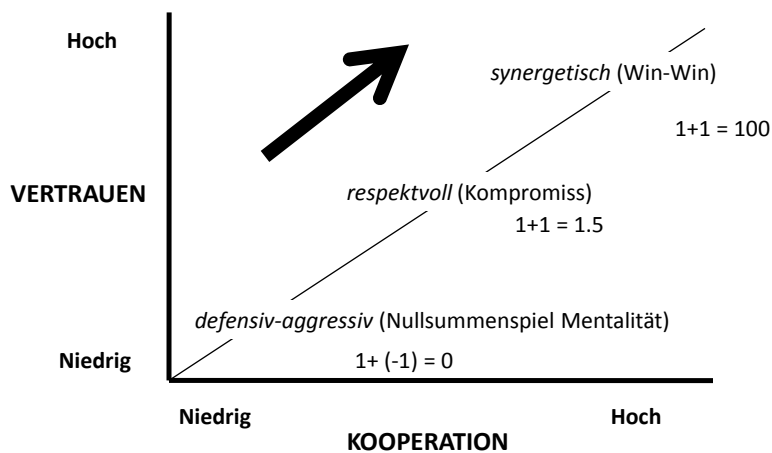 Hoch
synergetisch (Win-Win)
1+1 = 100
VERTRAUEN
respektvoll (Kompromiss)
1+1 = 1.5
defensiv-aggressiv (Nullsummenspiel Mentalität)
Niedrig
1+ (-1) = 0
Niedrig
Hoch
KOOPERATION